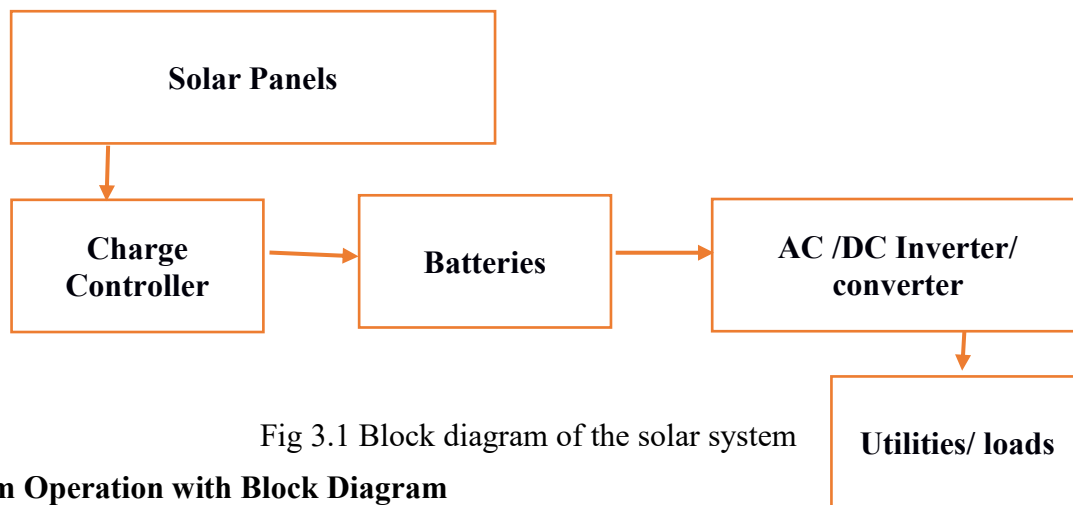 Solar Panels
Charge
Controller
Batteries
AC /DC Inverter/
converter
Utilities/ loads
Fig 3.1 Block diagram of the solar system
Operation with Block Diagram